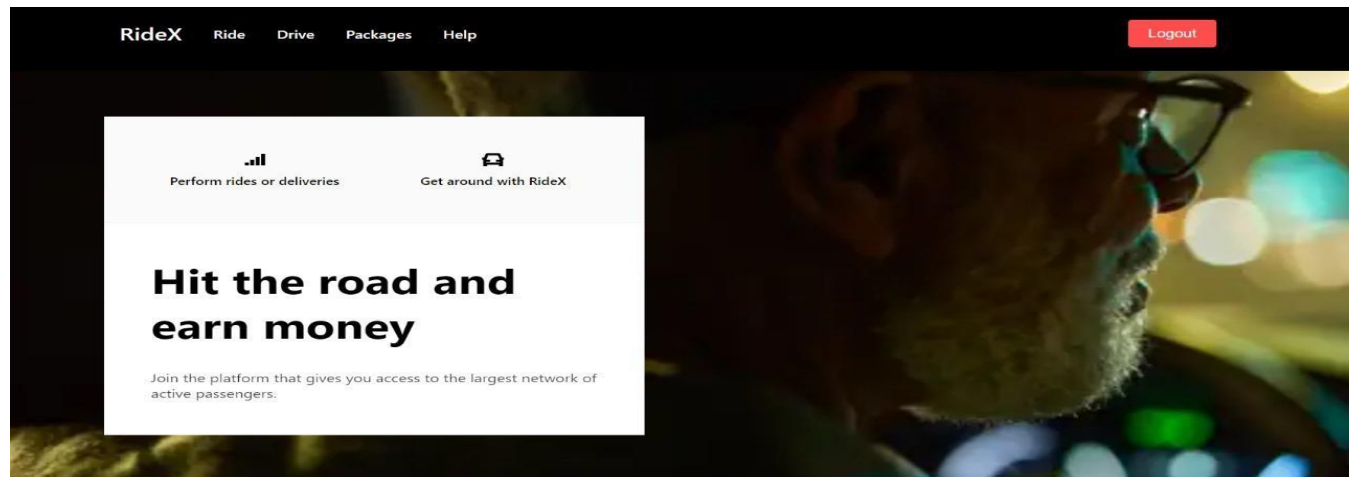 RideX Ride Drive Packages Help Logout
Perform rides or deliveries Get around with RideX
Hit the road and
earn money
Join the platform that gives you access to the largest network of
active passengers.